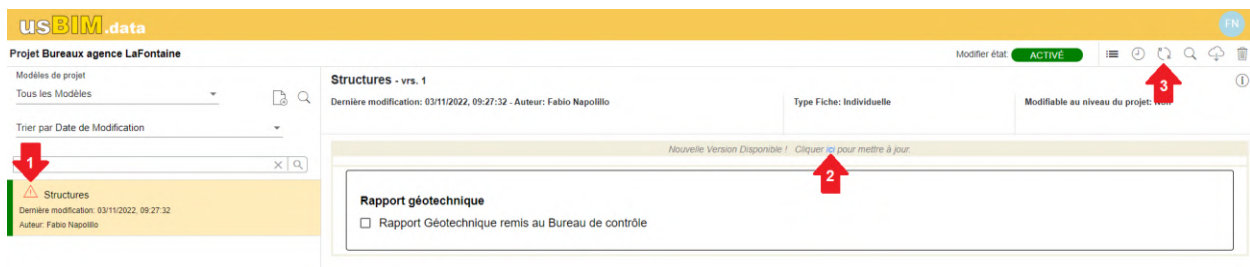 usBIM.data
FN
Projet Bureaux agence LaFontaine
Modifier état: ACTIVÉ
Modèles de projet
Tous les Modèles
Trier par Date de Modification
1
Structures
Dernière modification: 03/11/2022, 09:27:32
Auteur: Fabio Napolillo
3
Structures - vrs. 1
Dernière modification: 03/11/2022, 09:27:32 - Auteur: Fabio Napolillo
Type Fiche: Individuelle
Modifiable au niveau du projet:
Nouvelle Version Disponible ! Cliquer ici pour mettre à jour.
2
Rapport géotechnique
Rapport Géotechnique remis au Bureau de contrôle